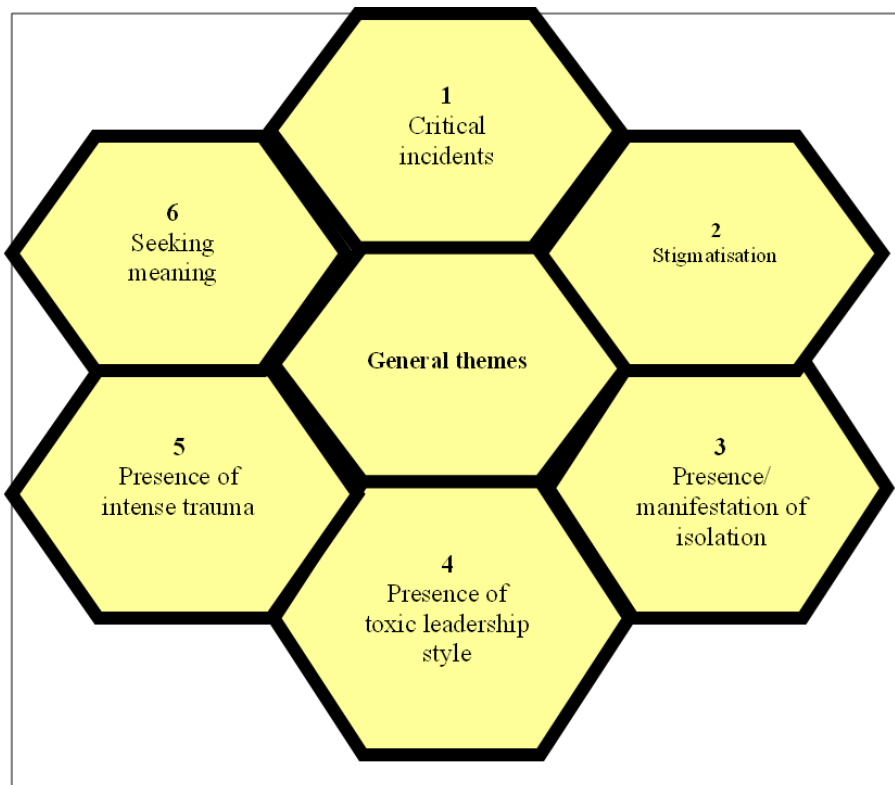 1
Critical
incidents
2
Stigmatisation
3
Presence/
manifestation of
isolation
4
Presence of
toxic leadership
style
5
Presence of
intense trauma
6
Seeking
meaning
General themes